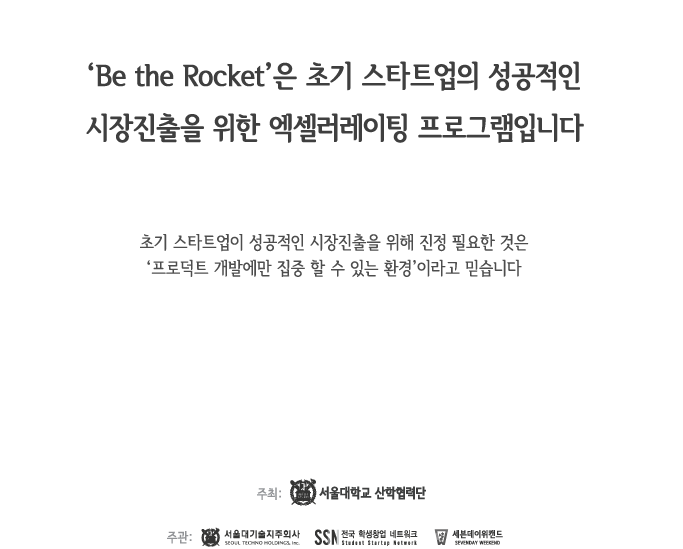 ‘Be the Rocket’은 초기 스타트업의 성공적인
시장진출을 위한 엑셀러레이팅 프로그램입니다
초기 스타트업이 성공적인 시장진출을 위해 진정 필요한 것은
‘프로덕트 개발에만 집중 할 수 있는 환경’이라고 믿습니다
주최: 서울대학교 산학협력단
주관: 서울대기술지주회사 SSN 전국 학생창업 네트워크 세븐데이위캔드
SEOUL TECHNO HOLDINGS, INC. Student Startup Network SEVENDAY WEEKEND